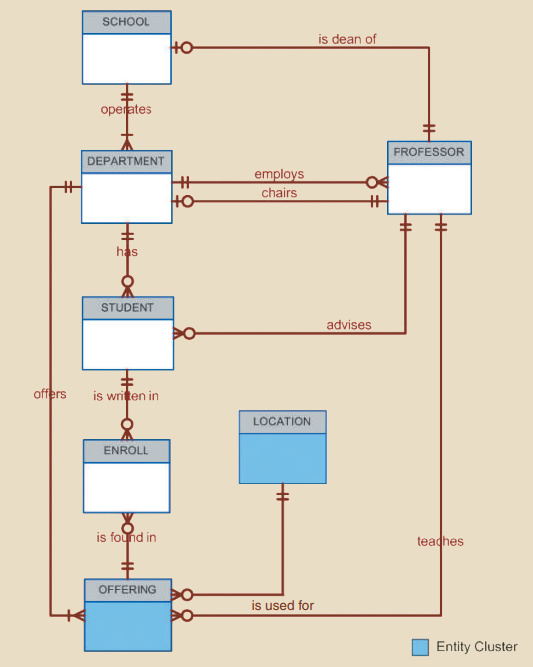 SCHOOL
is dean of
operates
DEPARTMENT
PROFESSOR
employs
chairs
has
STUDENT
advises
offers
is written in
LOCATION
ENROLL
is found in
teaches
OFFERING
is used for
Entity Cluster